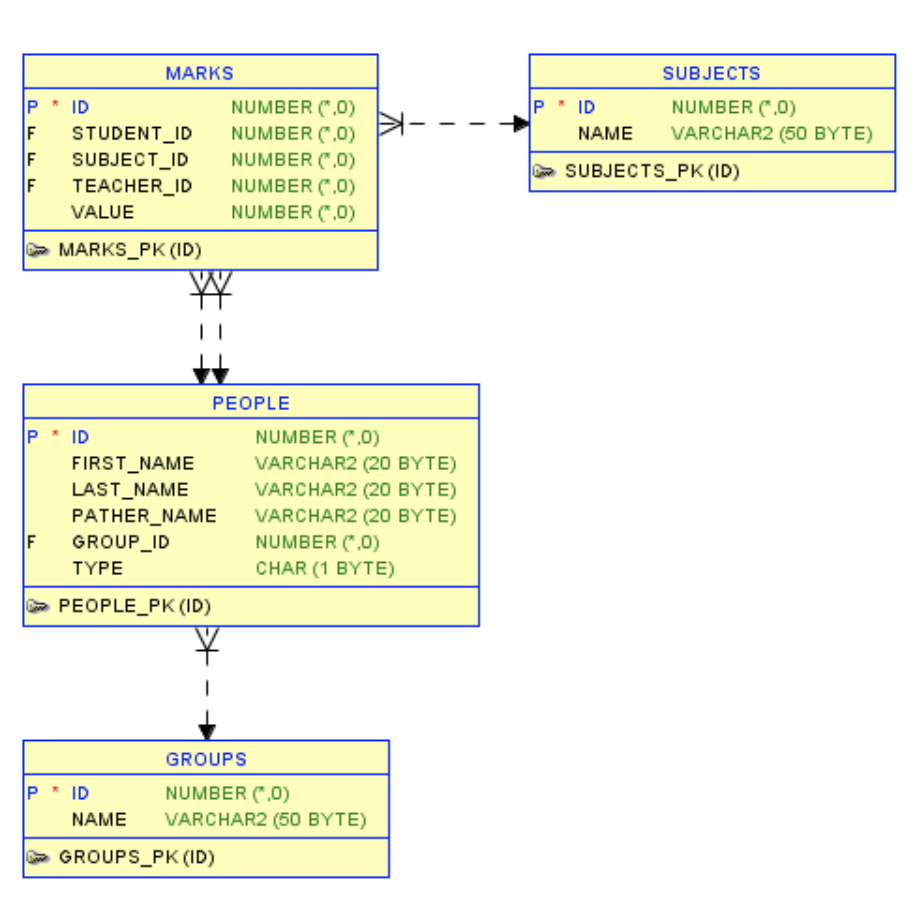 MARKS
P * ID NUMBER (*,0)
F STUDENT_ID NUMBER (*,0)
F SUBJECT_ID NUMBER (*,0)
F TEACHER_ID NUMBER (*,0)
VALUE NUMBER (*,0)
MARKS_PK (ID)
SUBJECTS
P * ID NUMBER (*,0)
NAME VARCHAR2 (50 BYTE)
SUBJECTS_PK (ID)
PEOPLE
P * ID NUMBER (*,0)
FIRST_NAME VARCHAR2 (20 BYTE)
LAST_NAME VARCHAR2 (20 BYTE)
PATHER_NAME VARCHAR2 (20 BYTE)
F GROUP_ID NUMBER (*,0)
TYPE CHAR (1 BYTE)
PEOPLE_PK (ID)
GROUPS
P * ID NUMBER (*,0)
NAME VARCHAR2 (50 BYTE)
GROUPS_PK (ID)